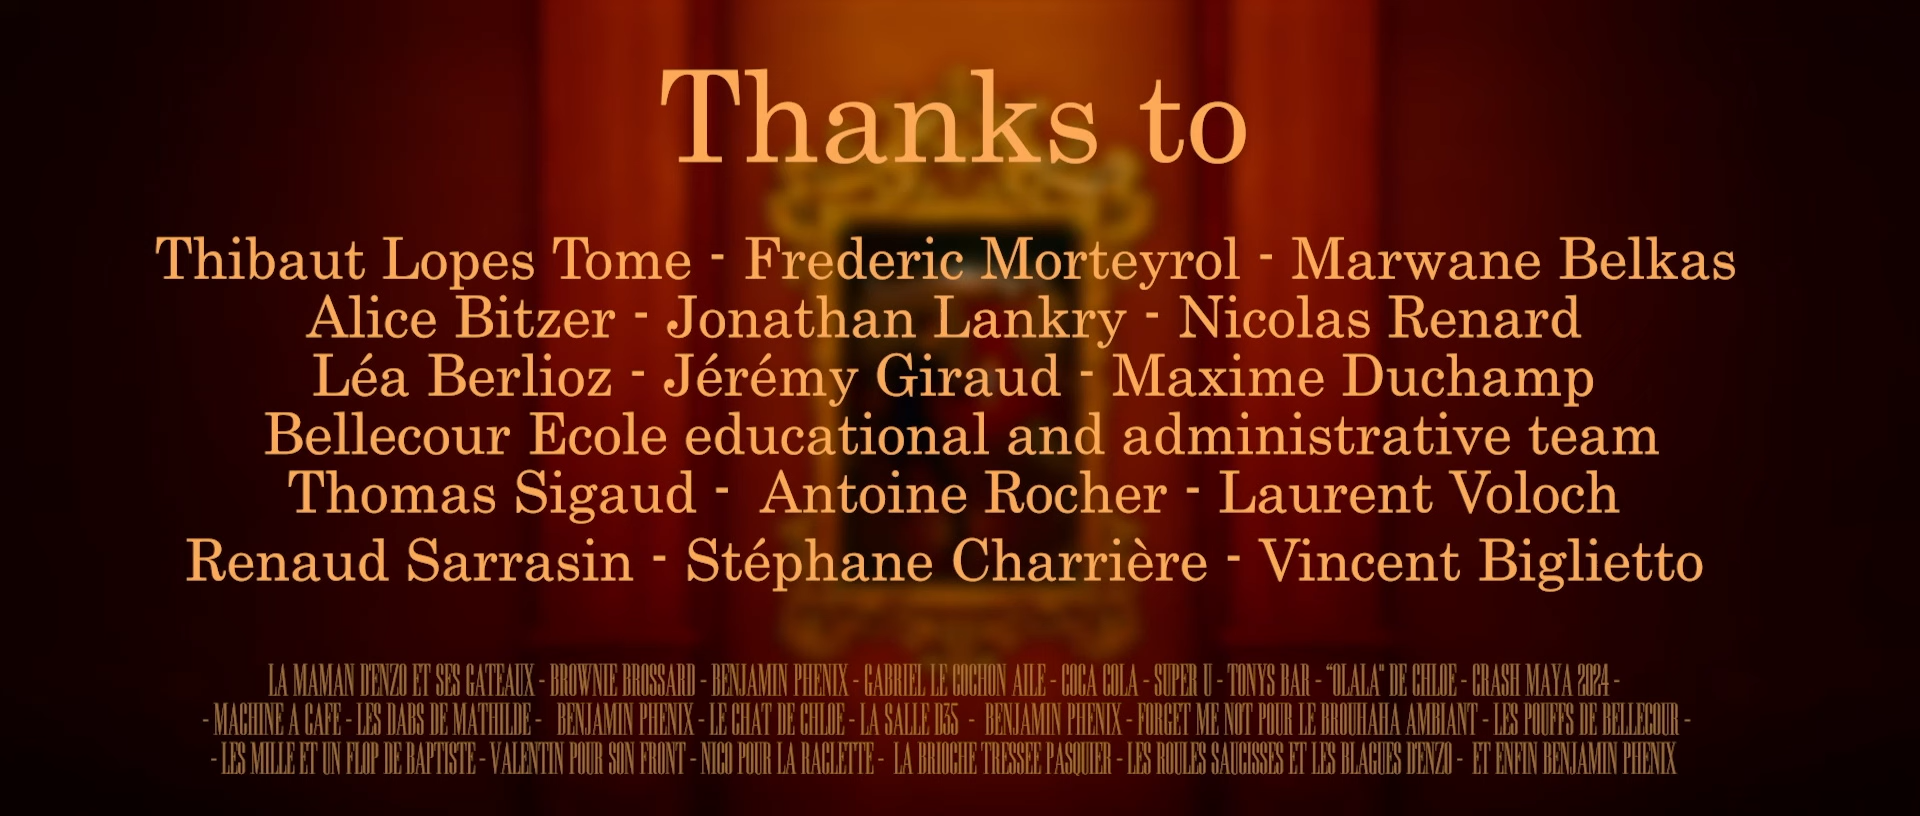 Thanks to
Thibaut Lopes Tome - Frederic Morteyrol - Marwane Belkas
Alice Bitzer - Jonathan Lankry - Nicolas Renard
Léa Berlioz - Jérémy Giraud - Maxime Duchamp
Bellecour Ecole educational and administrative team
Thomas Sigaud - Antoine Rocher - Laurent Voloch
Renaud Sarrasin - Stéphane Charrière - Vincent Biglietto
LA MAMAN D'ENZO ET SES GATEAUX - BROWNIE BROSSARD - BENJAMIN PHENIX - GABRIEL LE COCHON AILE - COCA COLA - SUPER U - TONYS BAR - "OLALA" DE CHLOE - CRASH MAYA 2024 -
- MACHINE A CAFE - LES DABS DE MATHILDE - BENJAMIN PHENIX - LE CHAT DE CHLOE - LA SALLE B35 - BENJAMIN PHENIX - FORGET ME NOT POUR LE BROUHAHA AMBIANT - LES POUFFS DE BELLECOUR -
- LES MILLE ET UN FLOP DE BAPTISTE - VALENTIN POUR SON FRONT - NICO POUR LA RACLETTE - LA BRIOCHE TRESSEE PASQUIER - LES ROULES SAUCISSES ET LES BLAGUES D'ENZO - ET ENFIN BENJAMIN PHENIX